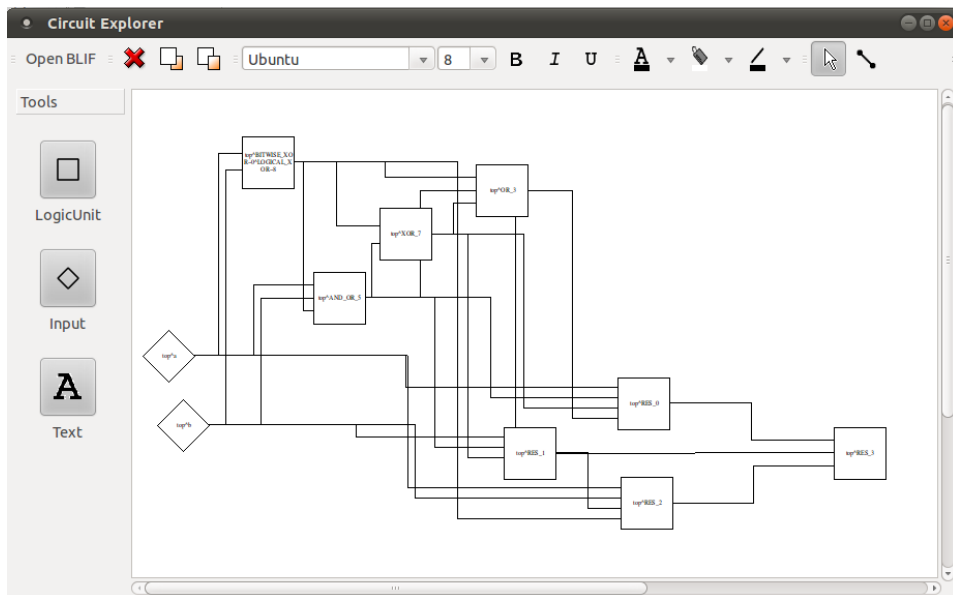 Circuit Explorer
Open BLIF
Ubuntu
8
B
I
U
A
Tools
LogicUnit
Input
A
Text
top^BITWISE_XO
R~0^LOGICAL_X
OR~8
top^OR_3
top^XOR_7
top^AND_OR_5
top^a
top^b
top^RES_0
top^RES_1
top^RES_3
top^RES_2